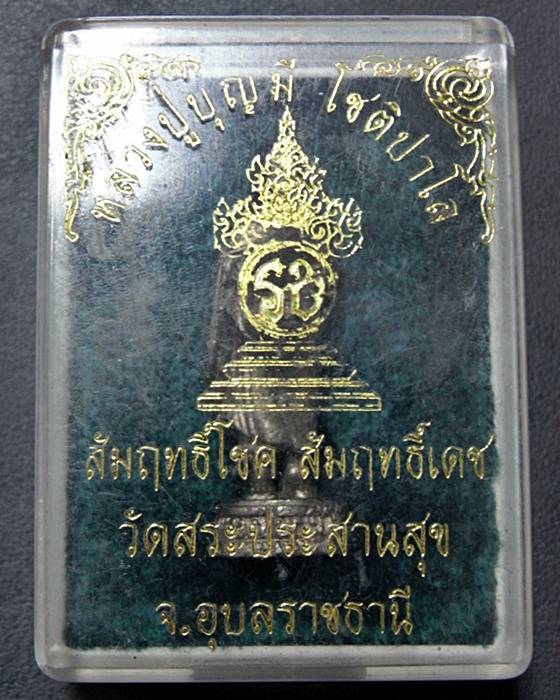 หลวงปู่บุญมี โชติปาโล
ธช
สัมฤทธิ์โชค สัมฤทธิ์เดช
วัดสระประสานสุข
จ.อุบลราชธานี